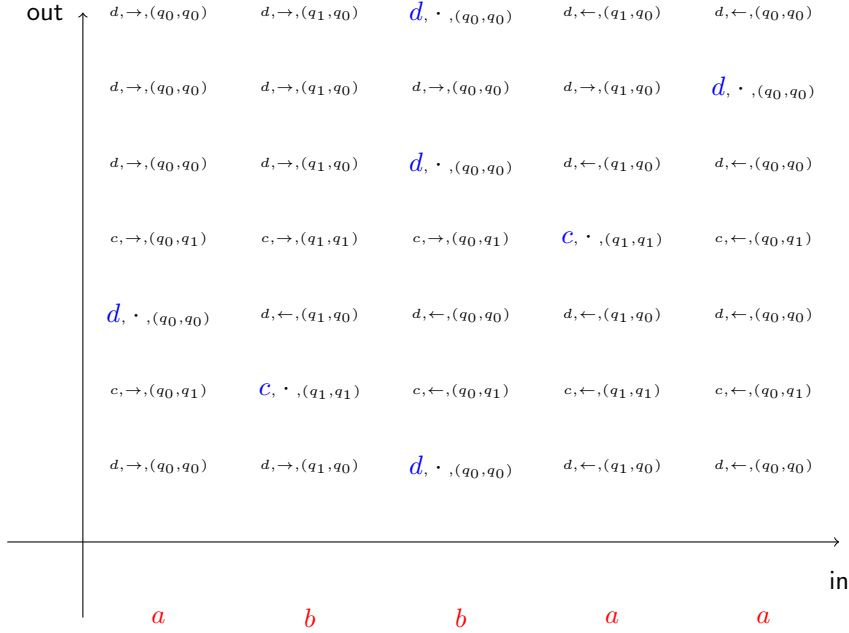 out d,→,(q₀,q₀) d,→,(q₁,q₀) d, · ,(q₀,q₀) d,←,(q₁,q₀) d,←,(q₀,q₀)
d,→,(q₀,q₀) d,→,(q₁,q₀) d,→,(q₀,q₀) d,→,(q₁,q₀) d, · ,(q₀,q₀)
d,→,(q₀,q₀) d,→,(q₁,q₀) d, · ,(q₀,q₀) d,←,(q₁,q₀) d,←,(q₀,q₀)
c,→,(q₀,q₁) c,→,(q₁,q₁) c,→,(q₀,q₁) c, · ,(q₁,q₁) c,←,(q₀,q₁)
d, · ,(q₀,q₀) d,←,(q₁,q₀) d,←,(q₀,q₀) d,←,(q₁,q₀) d,←,(q₀,q₀)
c,→,(q₀,q₁) c, · ,(q₁,q₁) c,←,(q₀,q₁) c,←,(q₁,q₁) c,←,(q₀,q₁)
d,→,(q₀,q₀) d,→,(q₁,q₀) d, · ,(q₀,q₀) d,←,(q₁,q₀) d,←,(q₀,q₀)
in
a b b a a